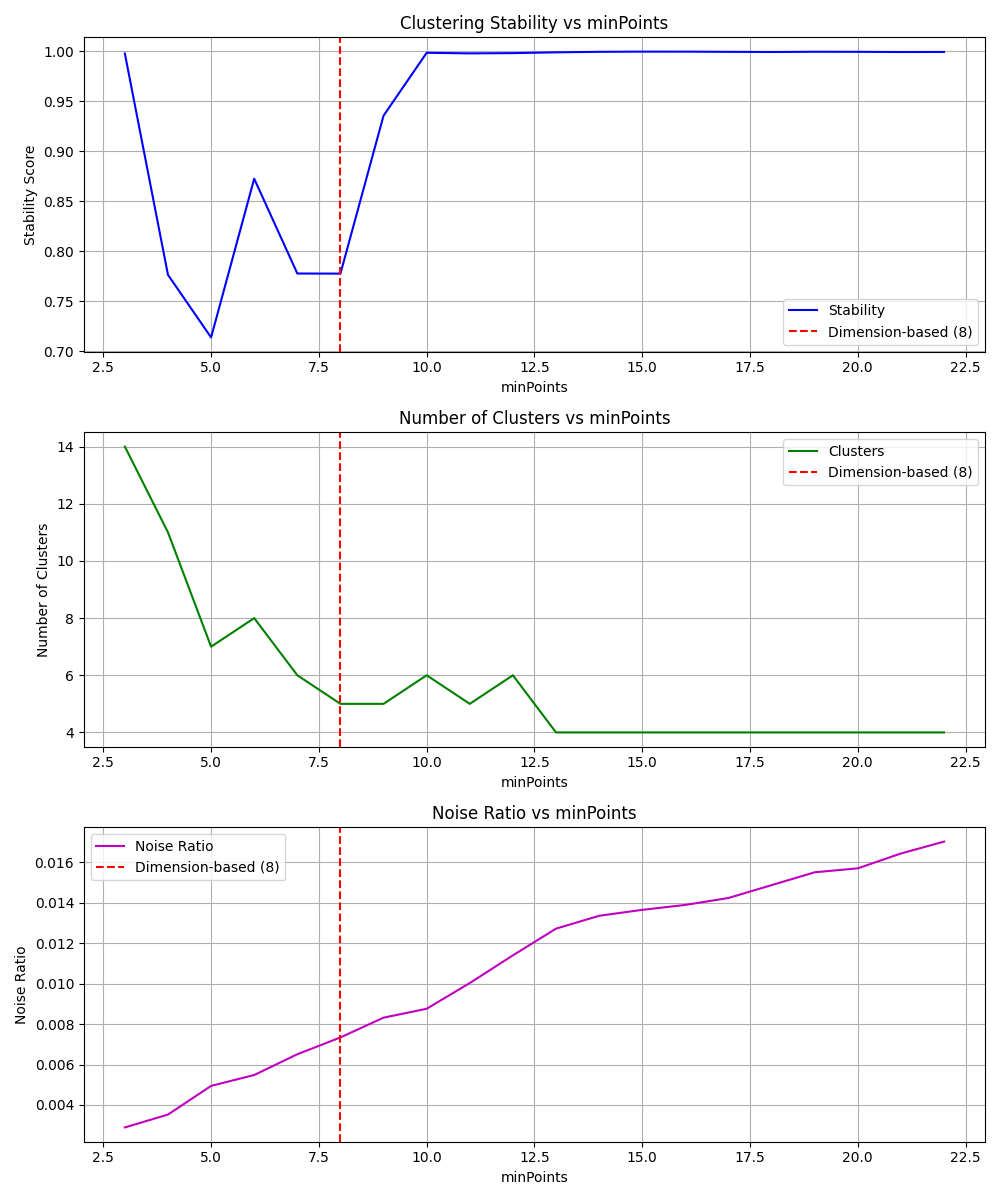 Clustering Stability vs minPoints
1.00
0.95
0.90
0.85
0.80
0.75
0.70
Stability Score
Stability
Dimension-based (8)
2.5 5.0 7.5 10.0 12.5 15.0 17.5 20.0 22.5
minPoints
Number of Clusters vs minPoints
14
12
10
8
6
4
Number of Clusters
Clusters
Dimension-based (8)
2.5 5.0 7.5 10.0 12.5 15.0 17.5 20.0 22.5
minPoints
Noise Ratio vs minPoints
0.016
0.014
0.012
0.010
0.008
0.006
0.004
Noise Ratio
Noise Ratio
Dimension-based (8)
2.5 5.0 7.5 10.0 12.5 15.0 17.5 20.0 22.5
minPoints